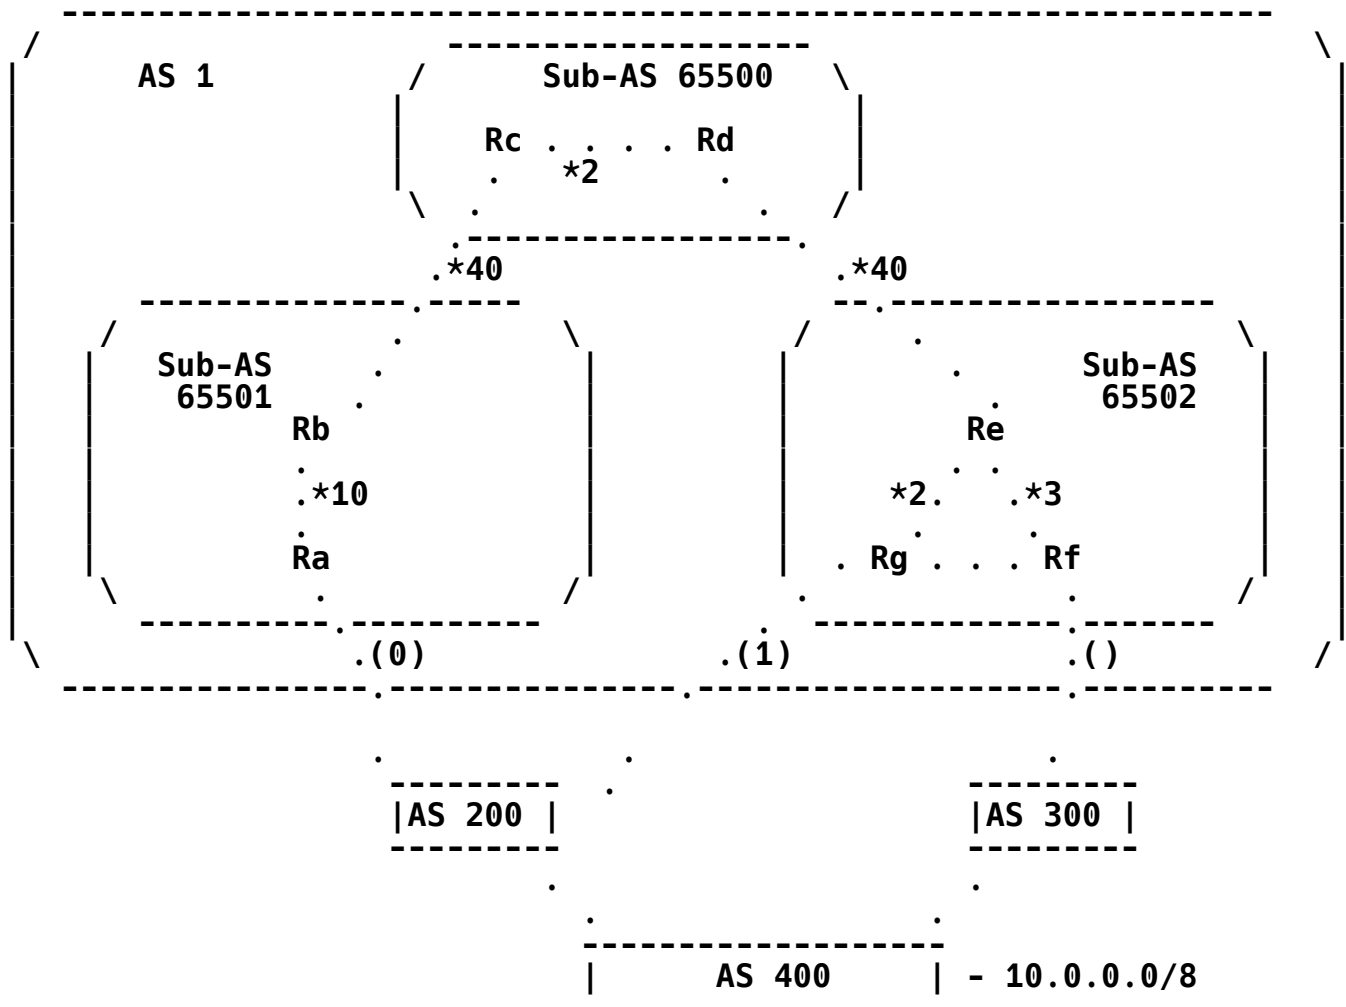 AS 1 Sub-AS 65500
Rc . . . . Rd
*2
*40 *40
Sub-AS Sub-AS
65501 65502
Rb Re
*10 *2 *3
Ra Rg . . . Rf
(0) (1) ()
AS 200 AS 300
AS 400 - 10.0.0.0/8